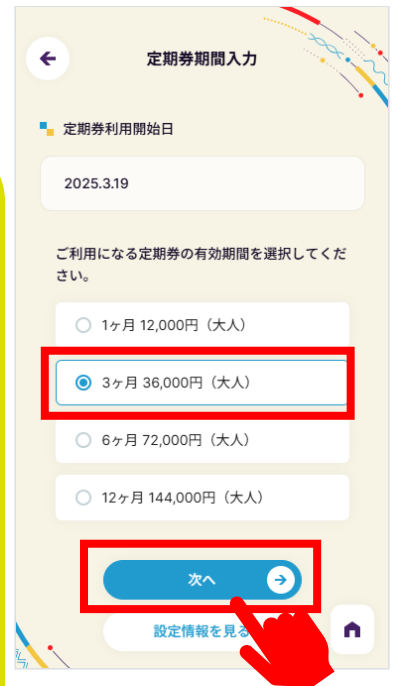 定期券期間入力
定期券利用開始日
2025.3.19
ご利用になる定期券の有効期間を選択してくだ
さい。
1ヶ月 12,000円（大人）
3ヶ月 36,000円（大人）
6ヶ月 72,000円（大人）
12ヶ月 144,000円（大人）
次へ
設定情報を見る